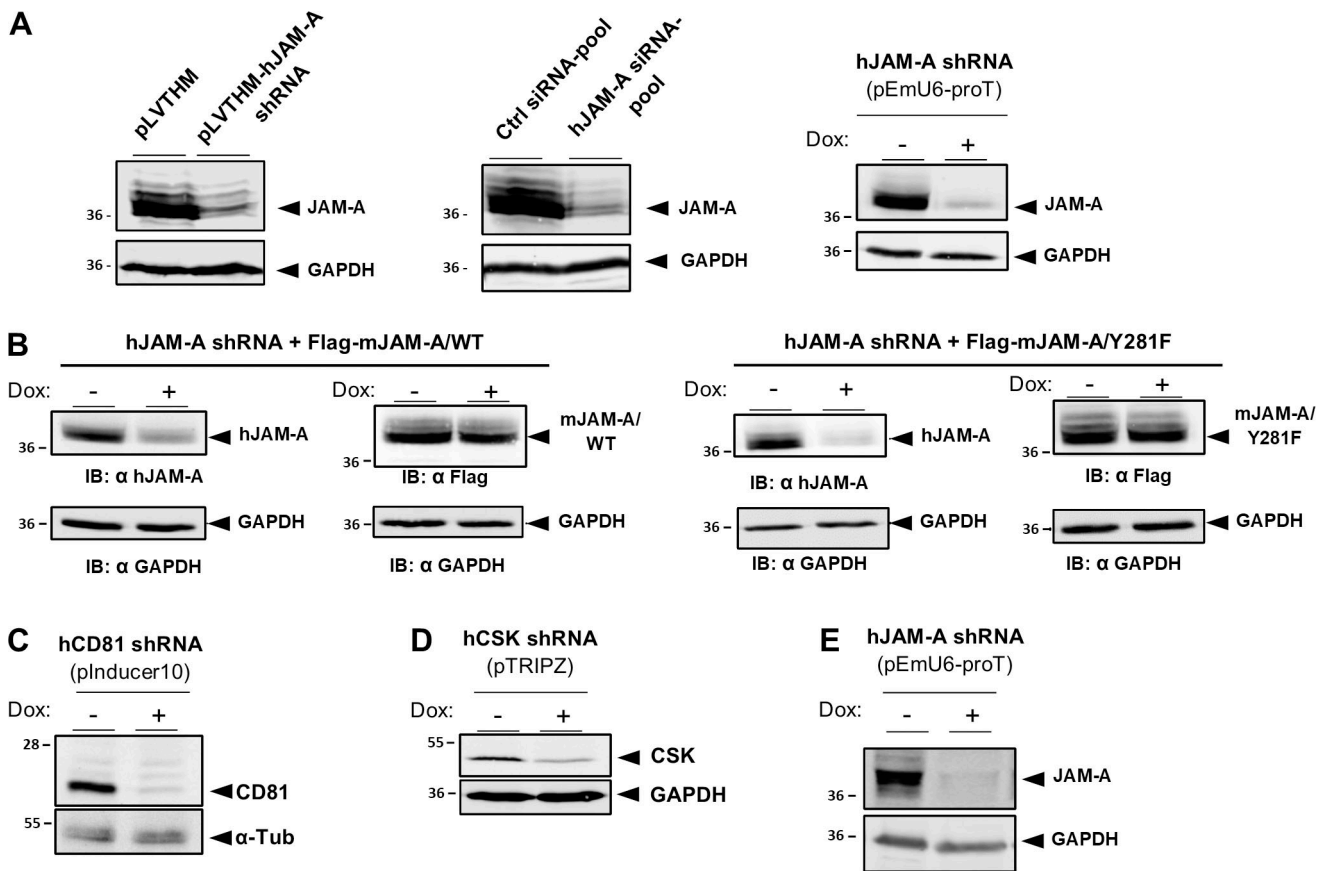 A
pLVTHM
pLVTHM-hJAM-A
shRNA
36 -
JAM-A
36 -
GAPDH
Ctrl siRNA-pool
hJAM-A siRNA-
pool
36 -
JAM-A
36 -
GAPDH
hJAM-A shRNA
(pEmU6-proT)
Dox: - +
36 –
JAM-A
36 –
GAPDH
B
hJAM-A shRNA + Flag-mJAM-A/WT
Dox: - +
36 –
hJAM-A
IB: α hJAM-A
36 –
GAPDH
IB: α GAPDH
Dox: - +
36 –
mJAM-A/
WT
IB: α Flag
36 –
GAPDH
IB: α GAPDH
hJAM-A shRNA + Flag-mJAM-A/Y281F
Dox: - +
36 –
hJAM-A
IB: α hJAM-A
36 –
GAPDH
IB: α GAPDH
Dox: - +
36 –
mJAM-A/
Y281F
IB: α Flag
36 –
GAPDH
IB: α GAPDH
C
hCD81 shRNA
(pInducer10)
Dox: - +
28 –
CD81
55 –
α-Tub
D
hCSK shRNA
(pTRIPZ)
Dox: - +
55 –
CSK
36 –
GAPDH
E
hJAM-A shRNA
(pEmU6-proT)
Dox: - +
36 –
JAM-A
36 –
GAPDH